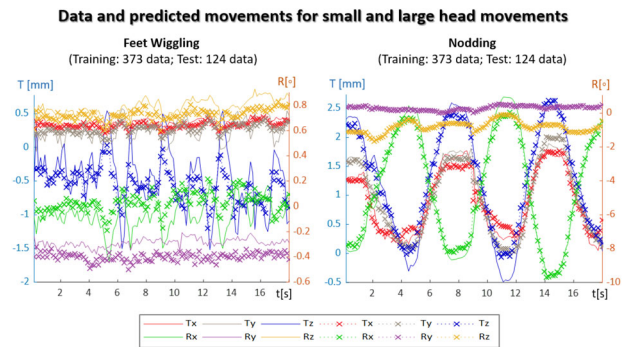 Data and predicted movements for small and large head movements
Feet Wiggling
(Training: 373 data; Test: 124 data)
T [mm]
R[o]
0.5
0
-0.5
-1
-1.5
-2
0.8
0.6
0.4
0.2
0
-0.2
-0.4
-0.6
2 4 6 8 10 12 14 16 t[s]
Nodding
(Training: 373 data; Test: 124 data)
T [mm]
R[o]
2.5
2
1.5
1
0.5
0
-0.5
0
-2
-4
-6
-8
-10
2 4 6 8 10 12 14 16 t[s]
Tx Ty Tz Tx Ty Tz
Rx Ry Rz Rx Ry Rz